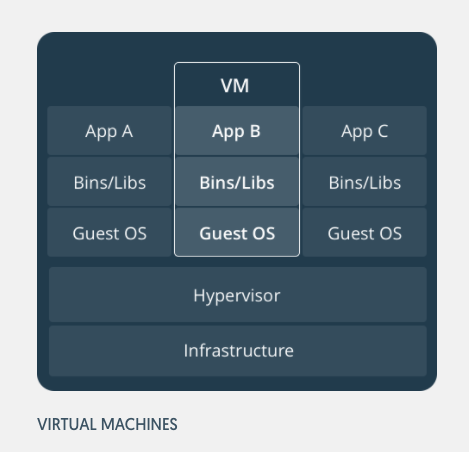 VM
App A App B App C
Bins/Libs Bins/Libs Bins/Libs
Guest OS Guest OS Guest OS
Hypervisor
Infrastructure
VIRTUAL MACHINES